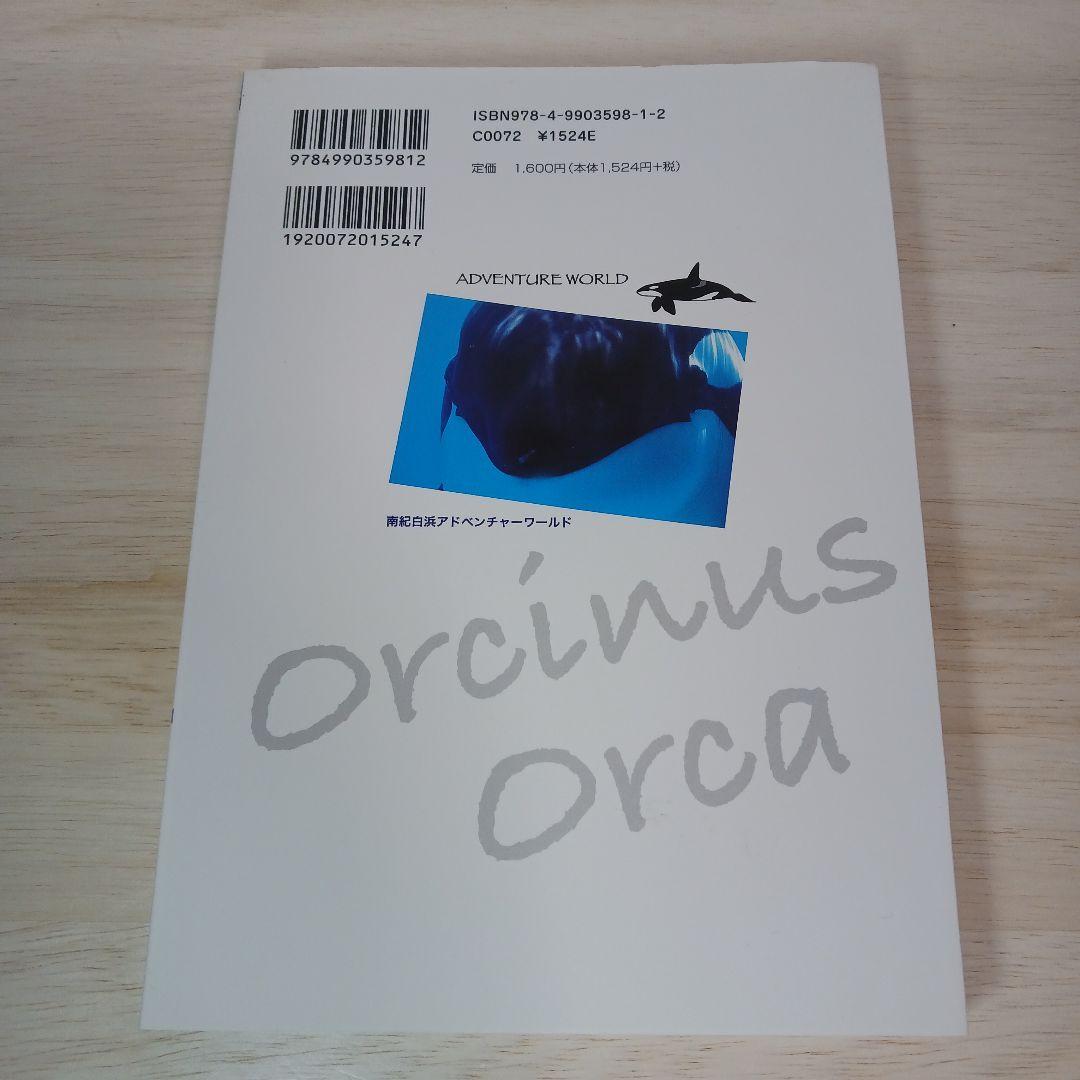 ISBN978-4-9903598-1-2
C0072 ¥1524E
9784990359812
定価 1,600円(本体1,524円+税)
1920072015247
ADVENTURE WORLD
南紀白浜アドベンチャーワールド
Orcinus
Orca